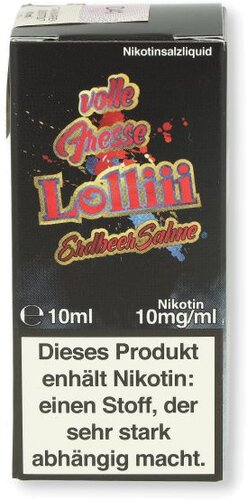 Nikotinsalzliquid
volle
Fresse
Lolliii
ErdbeerSahne
℮10ml
Nikotin
10mg/ml
Dieses Produkt
enhält Nikotin:
einen Stoff, der
sehr stark
abhängig macht.